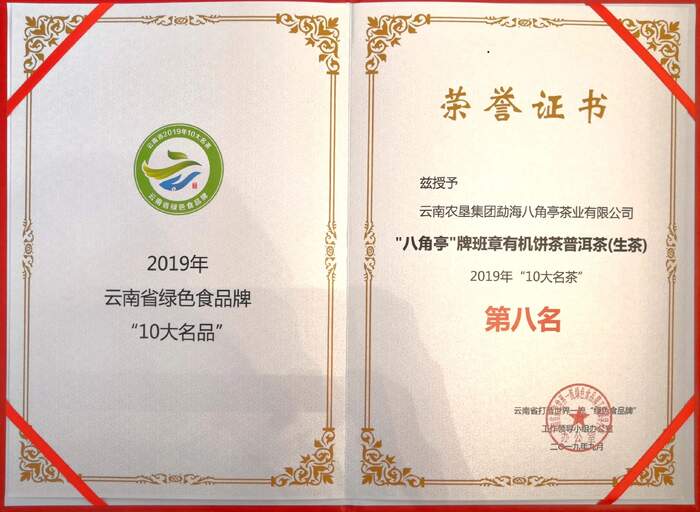 云南省2019年10大名茶
云南省绿色食品牌
2019年
云南省绿色食品牌
“10大名品”
荣誉证书
兹授予
云南农垦集团勐海八角亭茶业有限公司
"八角亭"牌班章有机饼茶普洱茶(生茶)
2019年“10大名茶”
第八名
云南省打造世界一流“绿色食品牌”
工作领导小组办公室
二〇一九年九月
办公室